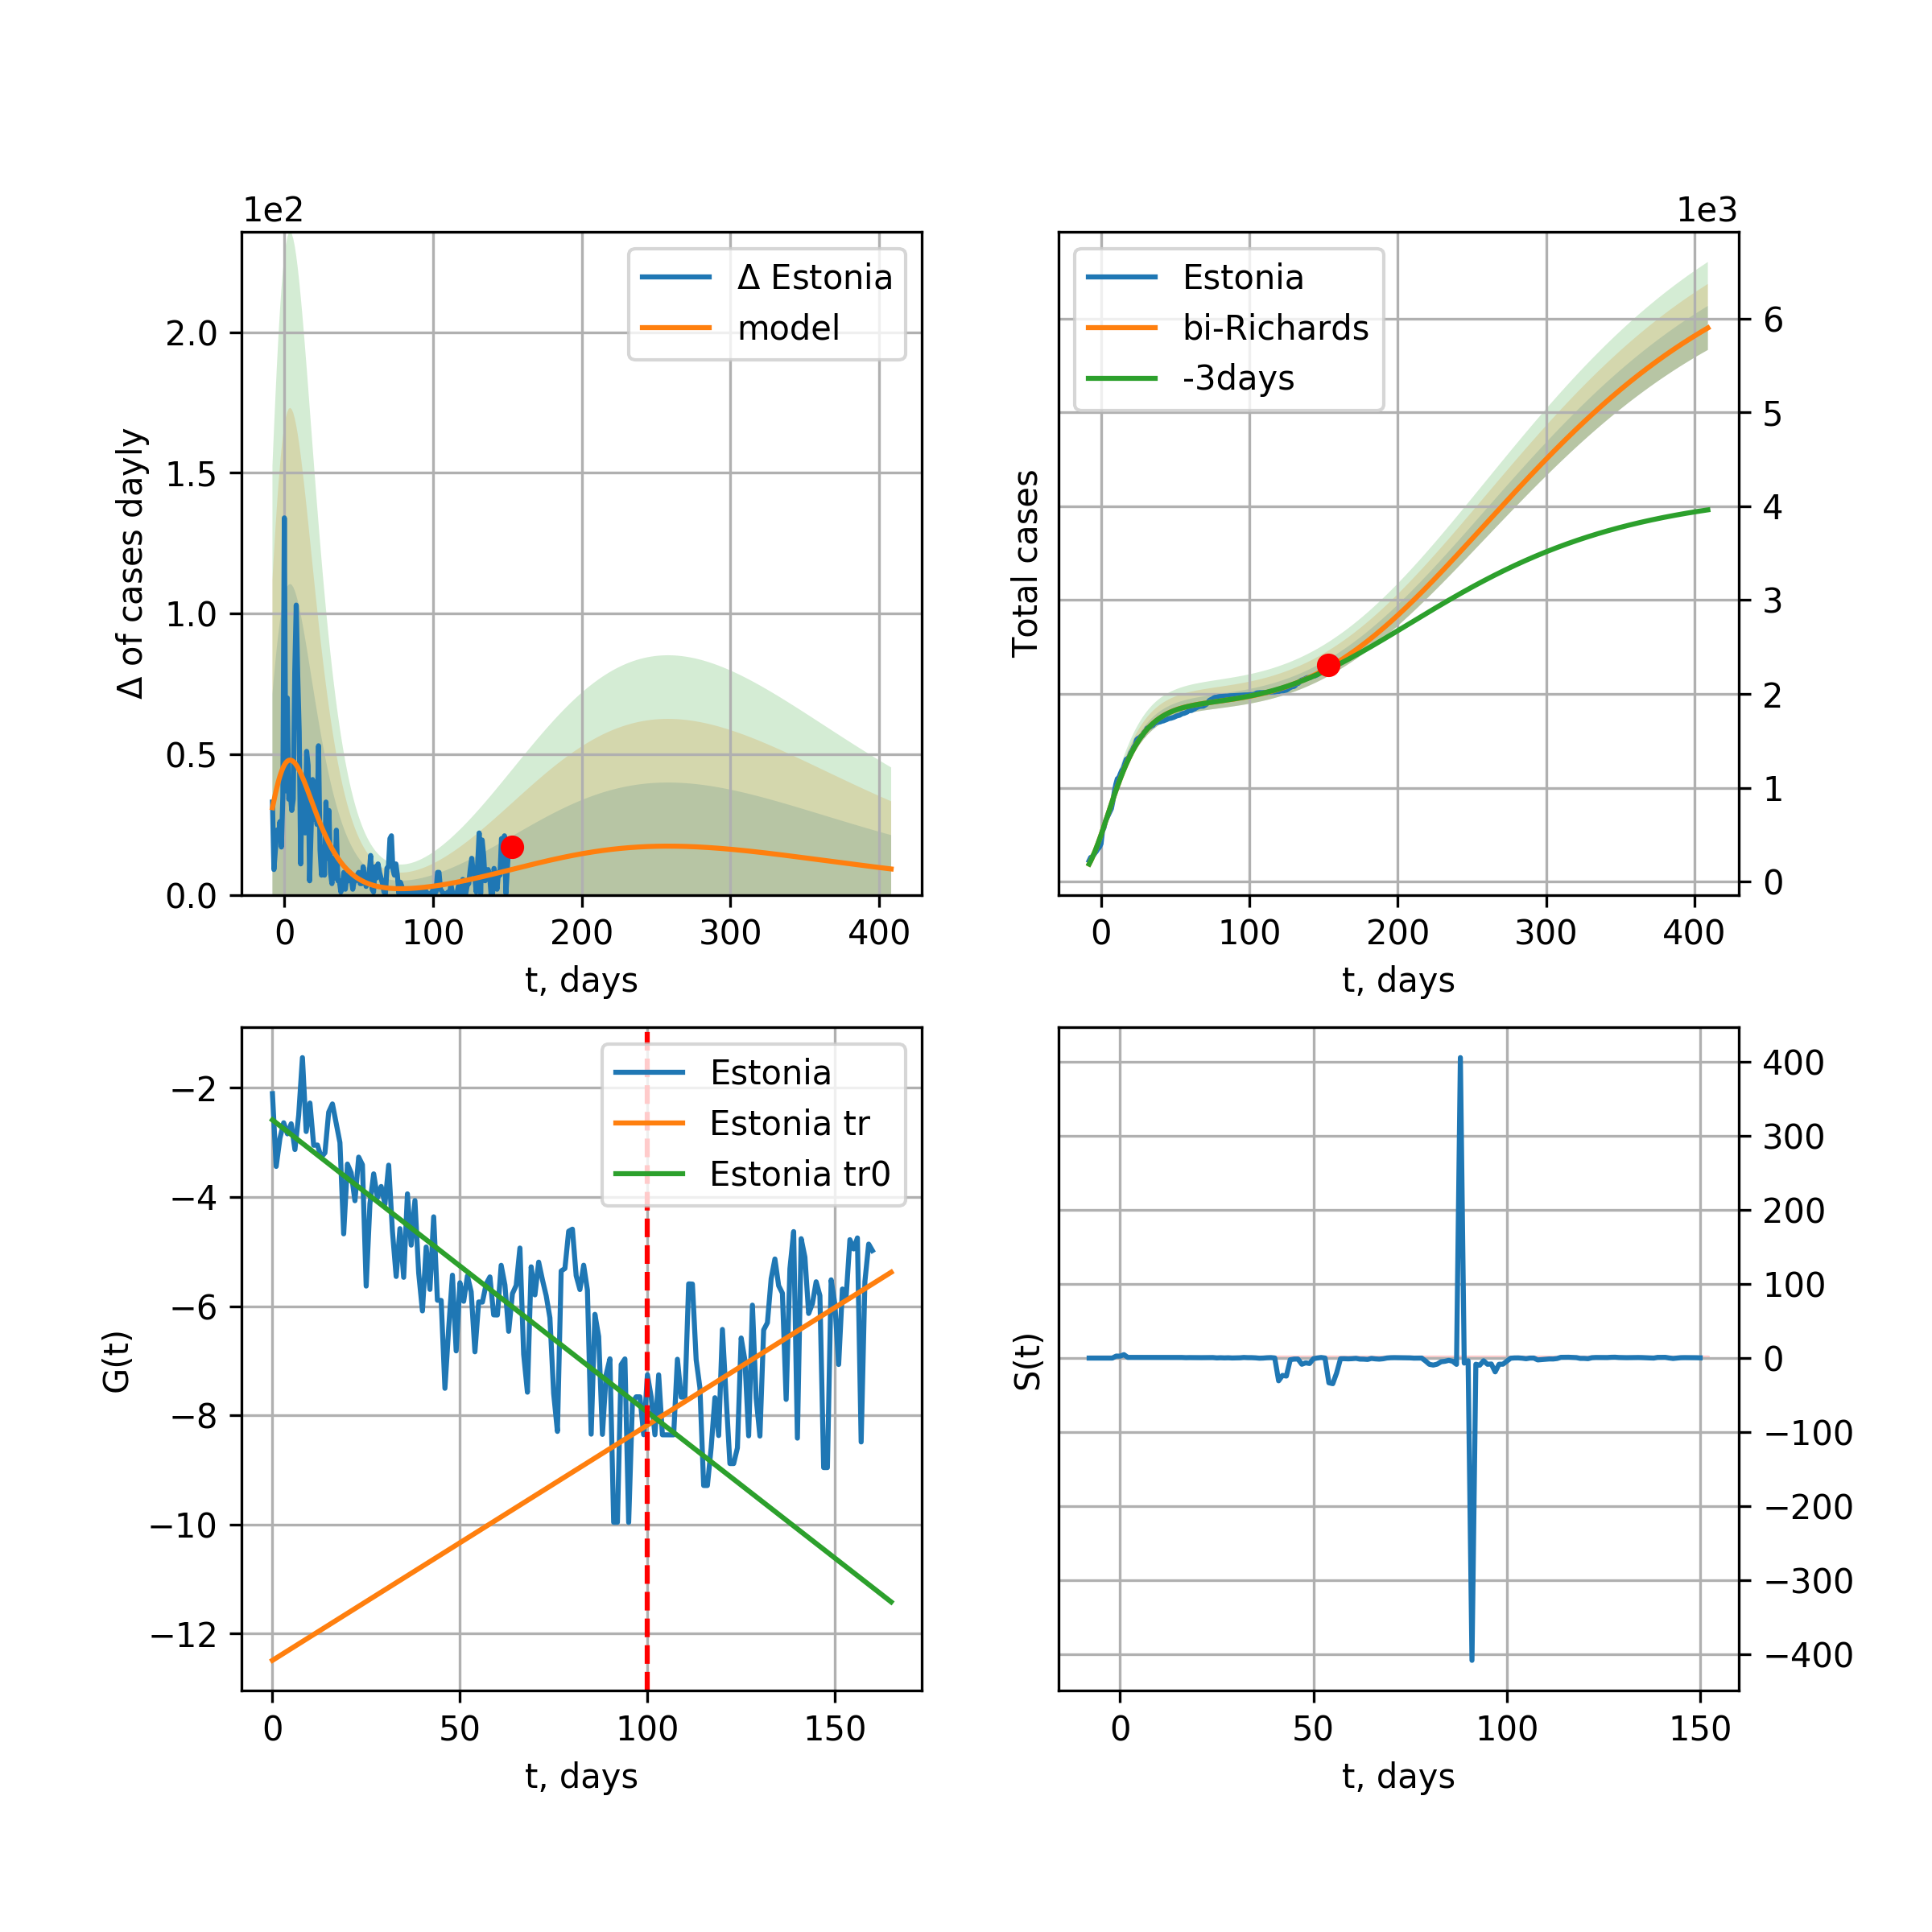 1e2
Δ Estonia
model
2.0
1.5
1.0
0.5
0.0
Δ of cases dayly
0 100 200 300 400
t, days
1e3
Estonia
bi-Richards
-3days
6
5
4
3
2
1
0
Total cases
0 100 200 300 400
t, days
Estonia
Estonia tr
Estonia tr0
−2
−4
−6
−8
−10
−12
G(t)
0 50 100 150
t, days
400
300
200
100
0
−100
−200
−300
−400
S(t)
0 50 100 150
t, days